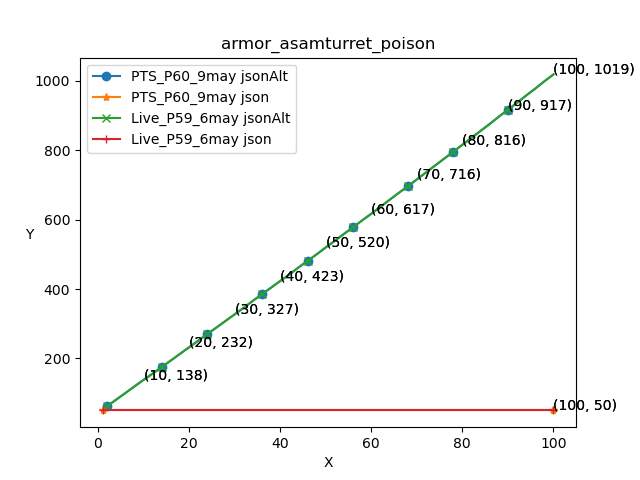 armor_asamturret_poison
PTS_P60_9may jsonAlt
PTS_P60_9may json
Live_P59_6may jsonAlt
Live_P59_6may json
(100, 1019)
(90, 917)
(80, 816)
(70, 716)
(60, 617)
(50, 520)
(40, 423)
(30, 327)
(20, 232)
(10, 138)
(100, 50)
1000
800
600
400
200
Y
0 20 40 60 80 100
X